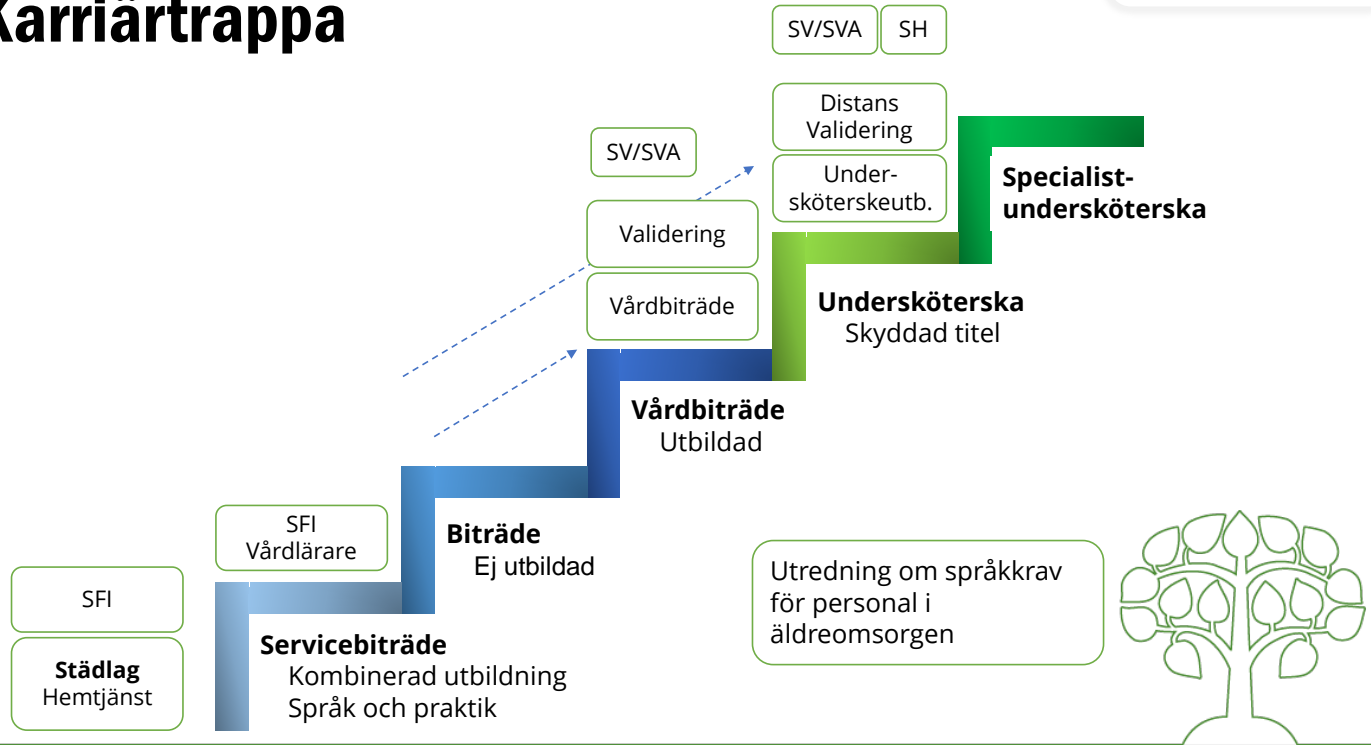 Karriärtrappa
SV/SVA
SH
Distans
Validering
Under-
sköterskeutb.
SV/SVA
Validering
Vårdbiträde
Specialist-
undersköterska
Undersköterska
Skyddad titel
Vårdbiträde
Utbildad
SFI
Vårdlärare
Biträde
Ej utbildad
SFI
Städlag
Hemtjänst
Servicebiträde
Kombinerad utbildning
Språk och praktik
Utredning om språkkrav
för personal i
äldreomsorgen